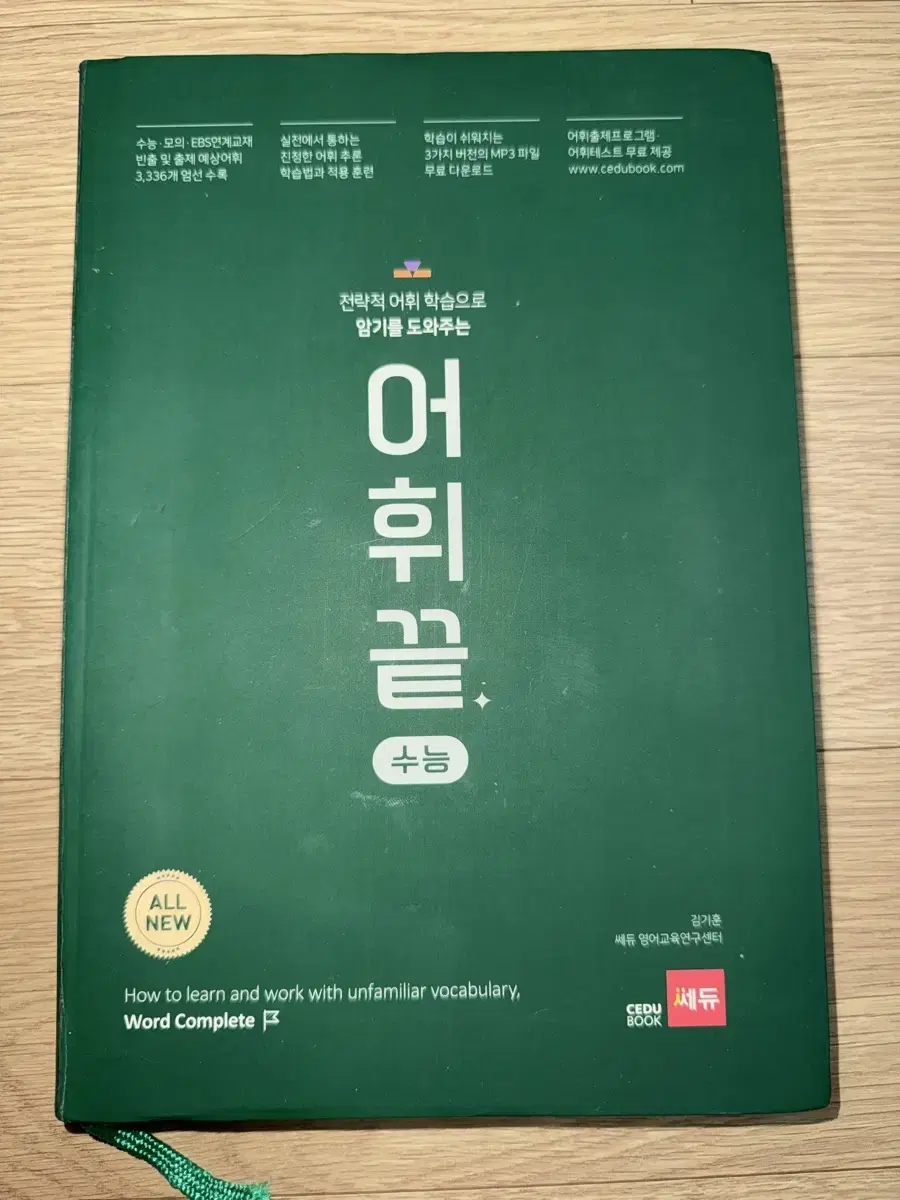 수능·모의·EBS연계교재
빈출 및 출제 예상어휘
3,336개 엄선 수록
실전에서 통하는
진정한 어휘 추론
학습법과 적용 훈련
학습이 쉬워지는
3가지 버전의 MP3 파일
무료 다운로드
어휘출제프로그램·
어휘테스트 무료 제공
www.cedubook.com
전략적 어휘 학습으로
암기를 도와주는
어
휘
끝
수능
ALL
NEW
김기훈
쎄듀 영어교육연구센터
How to learn and work with unfamiliar vocabulary,
Word Complete
CEDU
BOOK
쎄듀